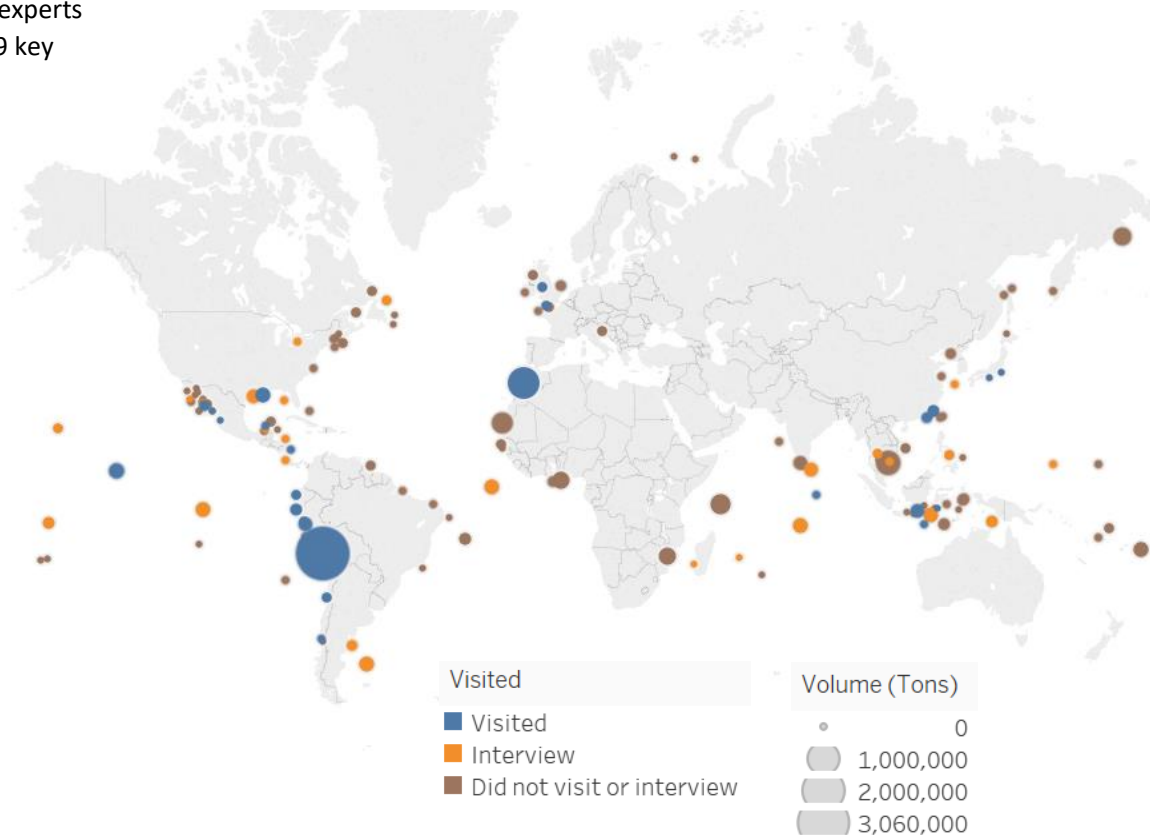 experts
9 key
Visited
Visited
Interview
Did not visit or interview
Volume (Tons)
0
1,000,000
2,000,000
3,060,000